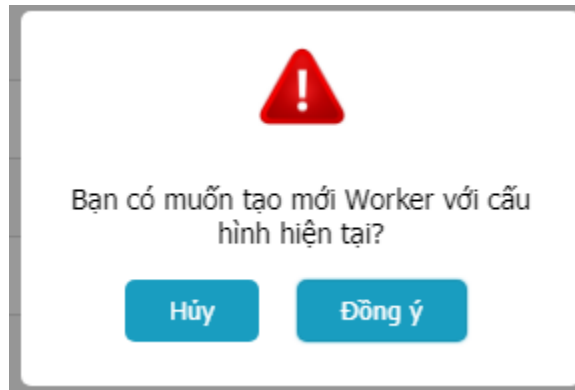 Bạn có muốn tạo mới Worker với cấu
hình hiện tại?
Hủy
Đồng ý